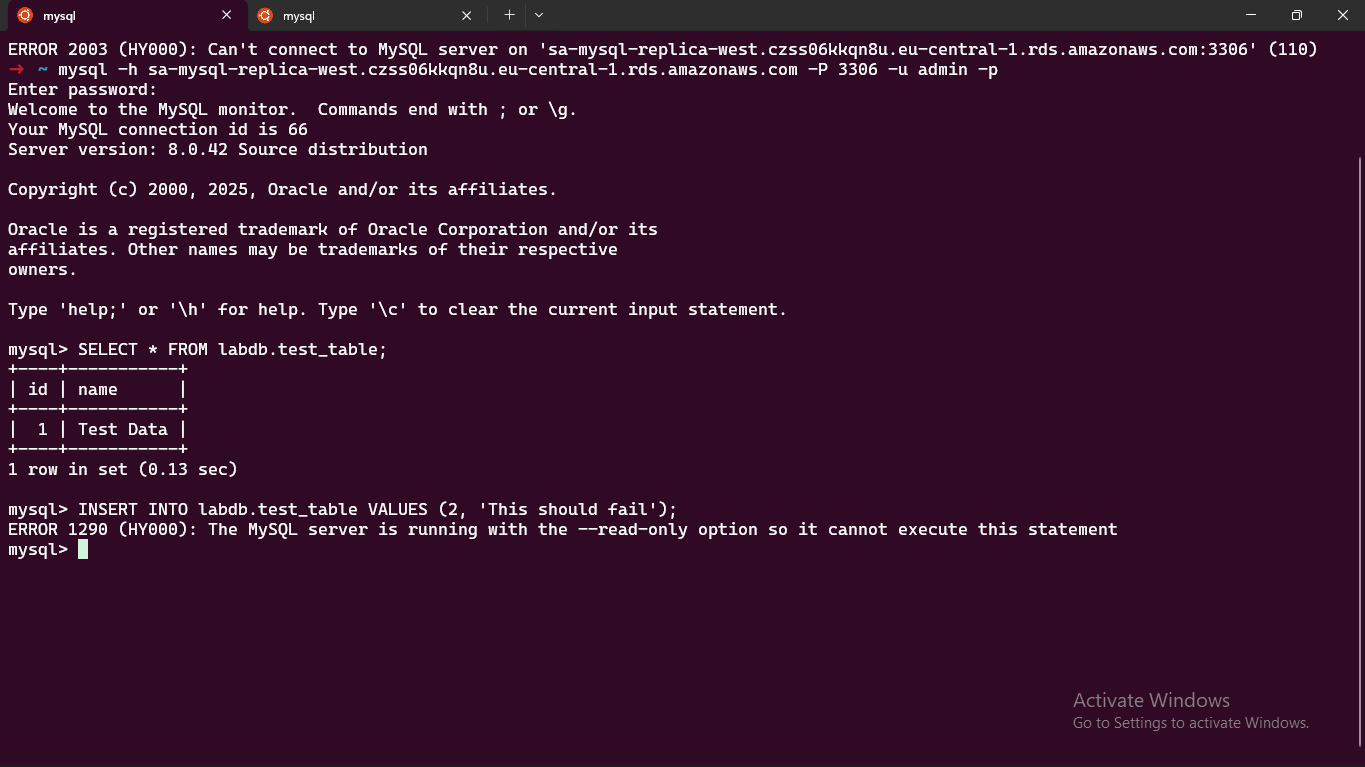 mysql
mysql
ERROR 2003 (HY000): Can't connect to MySQL server on 'sa-mysql-replica-west.czss06kkqn8u.eu-central-1.rds.amazonaws.com:3306' (110)
→ ~ mysql -h sa-mysql-replica-west.czss06kkqn8u.eu-central-1.rds.amazonaws.com -P 3306 -u admin -p
Enter password:
Welcome to the MySQL monitor.  Commands end with ; or \g.
Your MySQL connection id is 66
Server version: 8.0.42 Source distribution
Copyright (c) 2000, 2025, Oracle and/or its affiliates.
Oracle is a registered trademark of Oracle Corporation and/or its
affiliates. Other names may be trademarks of their respective
owners.
Type 'help;' or '\h' for help. Type '\c' to clear the current input statement.
mysql> SELECT * FROM labdb.test_table;
+----+-----------+
| id | name      |
+----+-----------+
|  1 | Test Data |
+----+-----------+
1 row in set (0.13 sec)
mysql> INSERT INTO labdb.test_table VALUES (2, 'This should fail');
ERROR 1290 (HY000): The MySQL server is running with the --read-only option so it cannot execute this statement
mysql>
Activate Windows
Go to Settings to activate Windows.